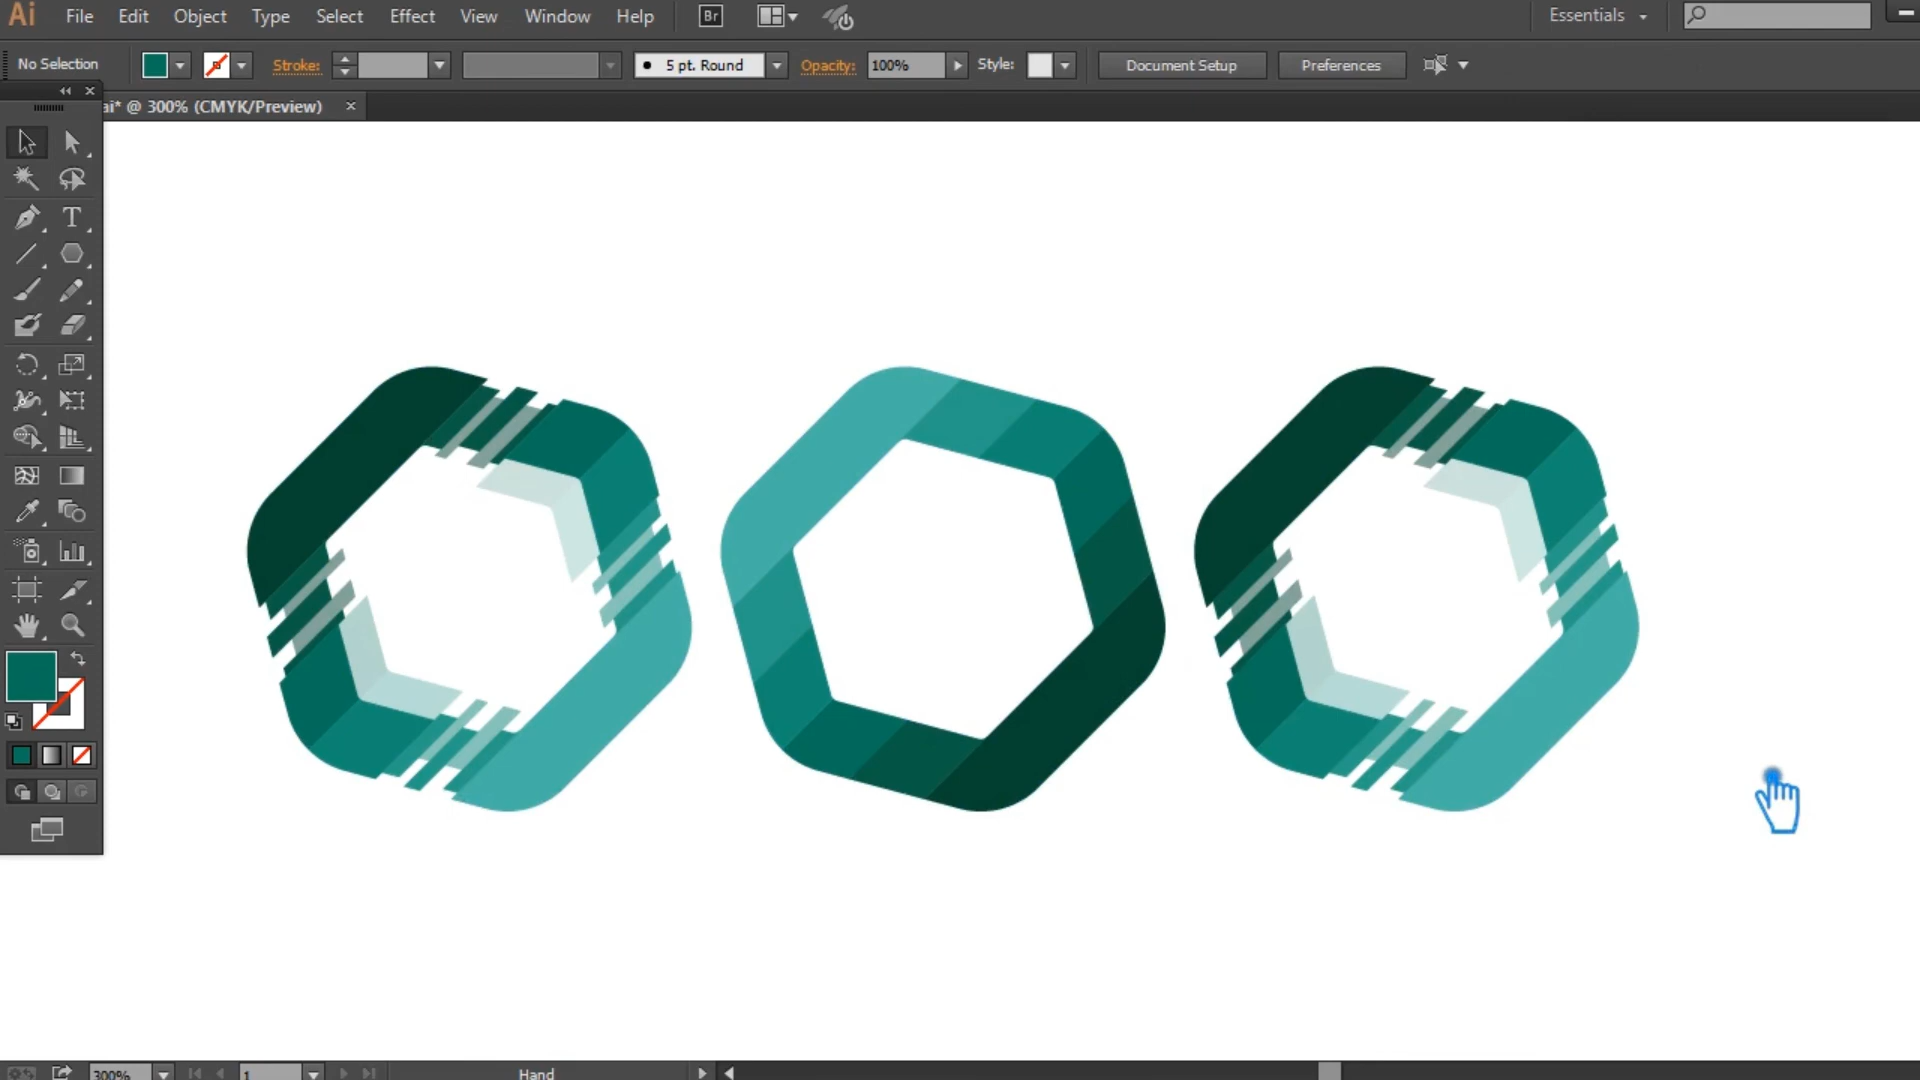 Ai File Edit Object Type Select Effect View Window Help Br Essentials
No Selection Stroke: 5 pt. Round Opacity: 100% Style: Document Setup Preferences
ai* @ 300% (CMYK/Preview) ×
T
300% 1 Hand